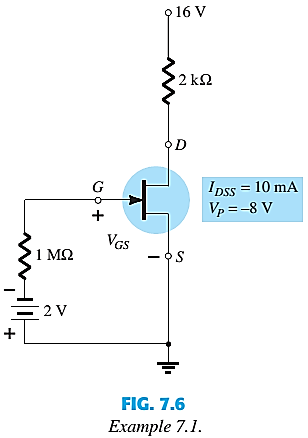 16 V
2 kΩ
D
G
I_DSS = 10 mA
V_P = –8 V
+
V_GS
–
S
1 MΩ
–
2 V
+
FIG. 7.6
Example 7.1.